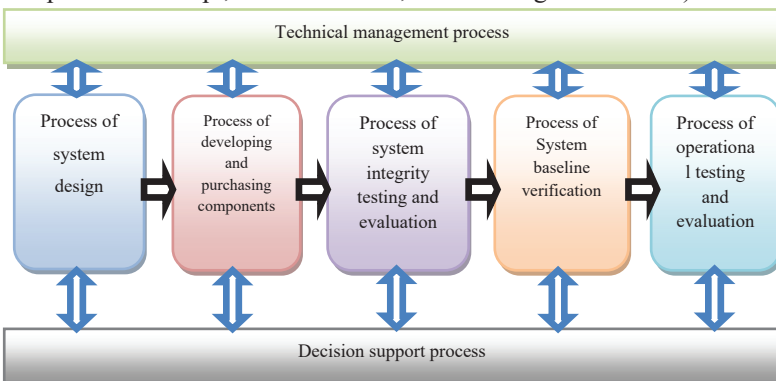 Technical management process
Process of
system
design
Process of
developing
and
purchasing
components
Process of
system
integrity
testing and
evaluation
Process of
System
baseline
verification
Process of
operationa
l testing
and
evaluation
Decision support process